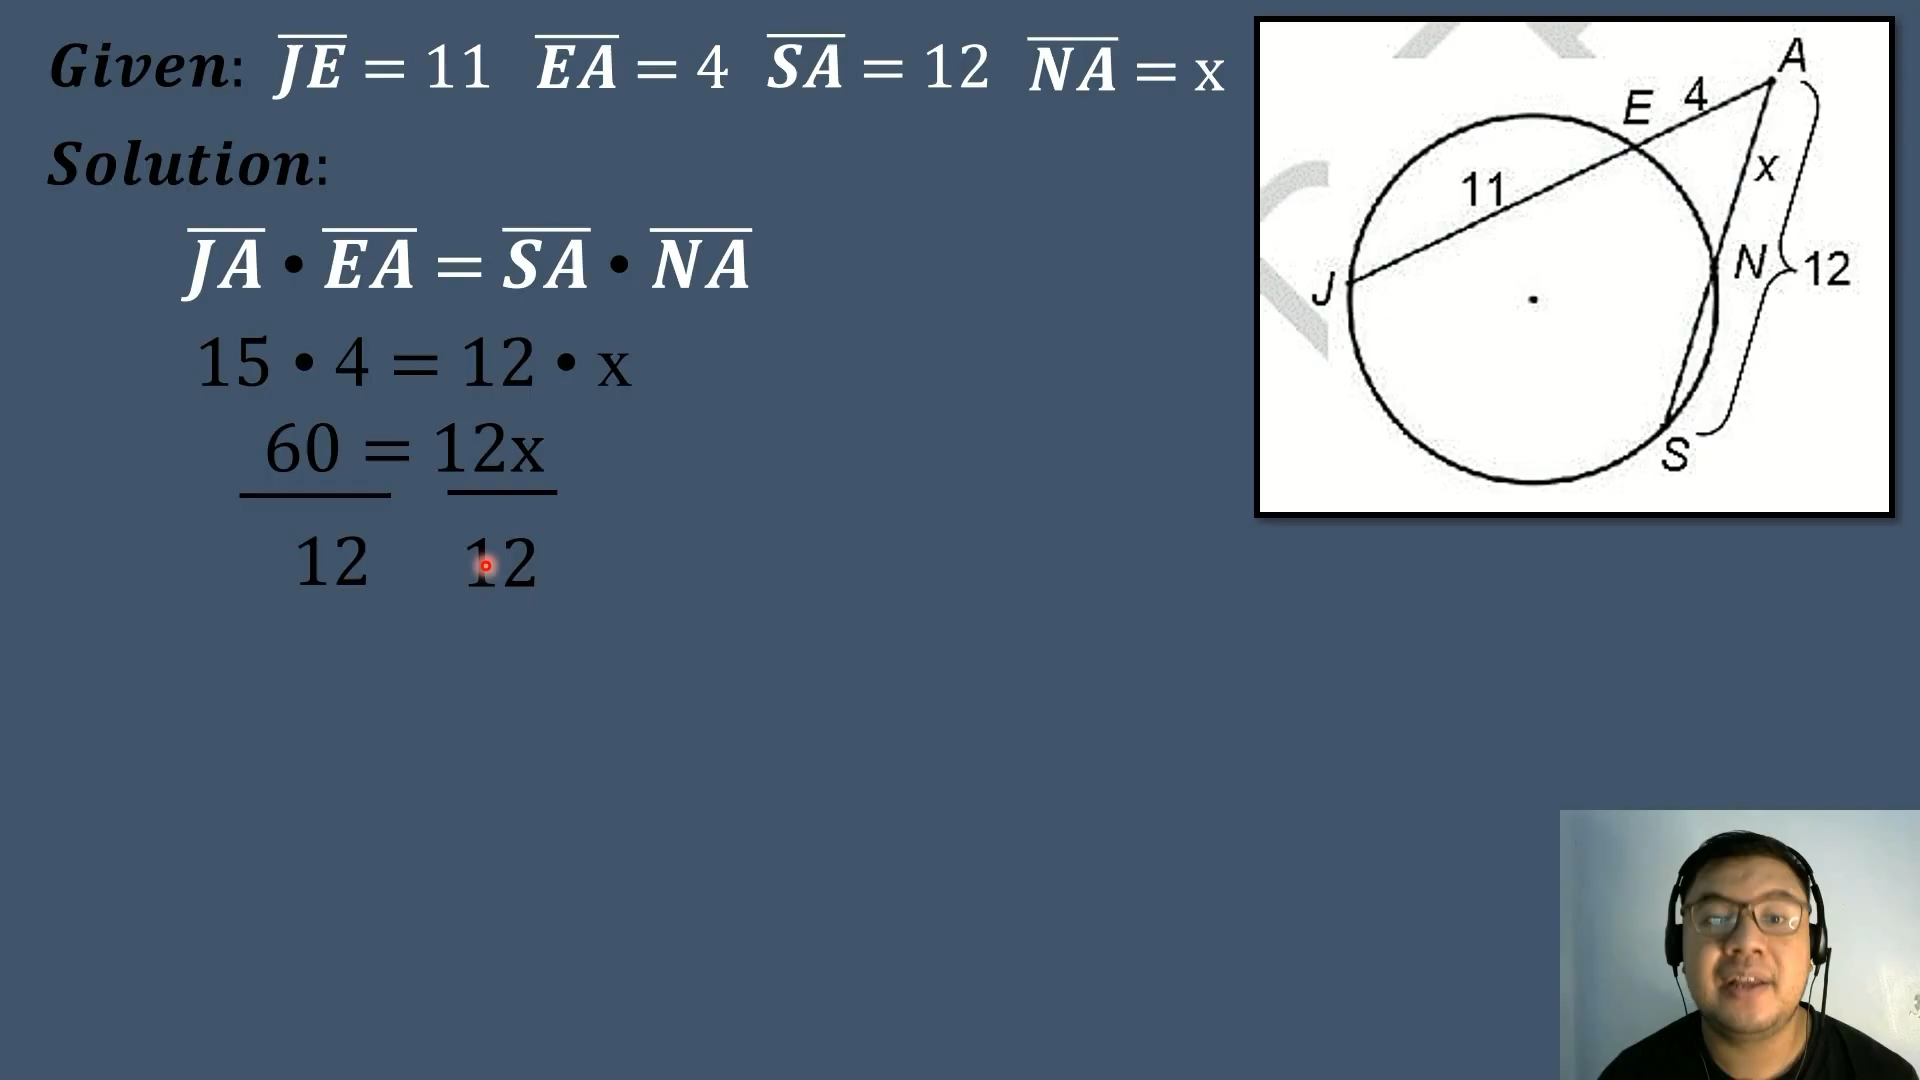 Given: JE = 11 EA = 4 SA = 12 NA = x
Solution:
JA • EA = SA • NA
15 • 4 = 12 • x
60 = 12x
12 12
A
E 4
x
11
N 12
J
S